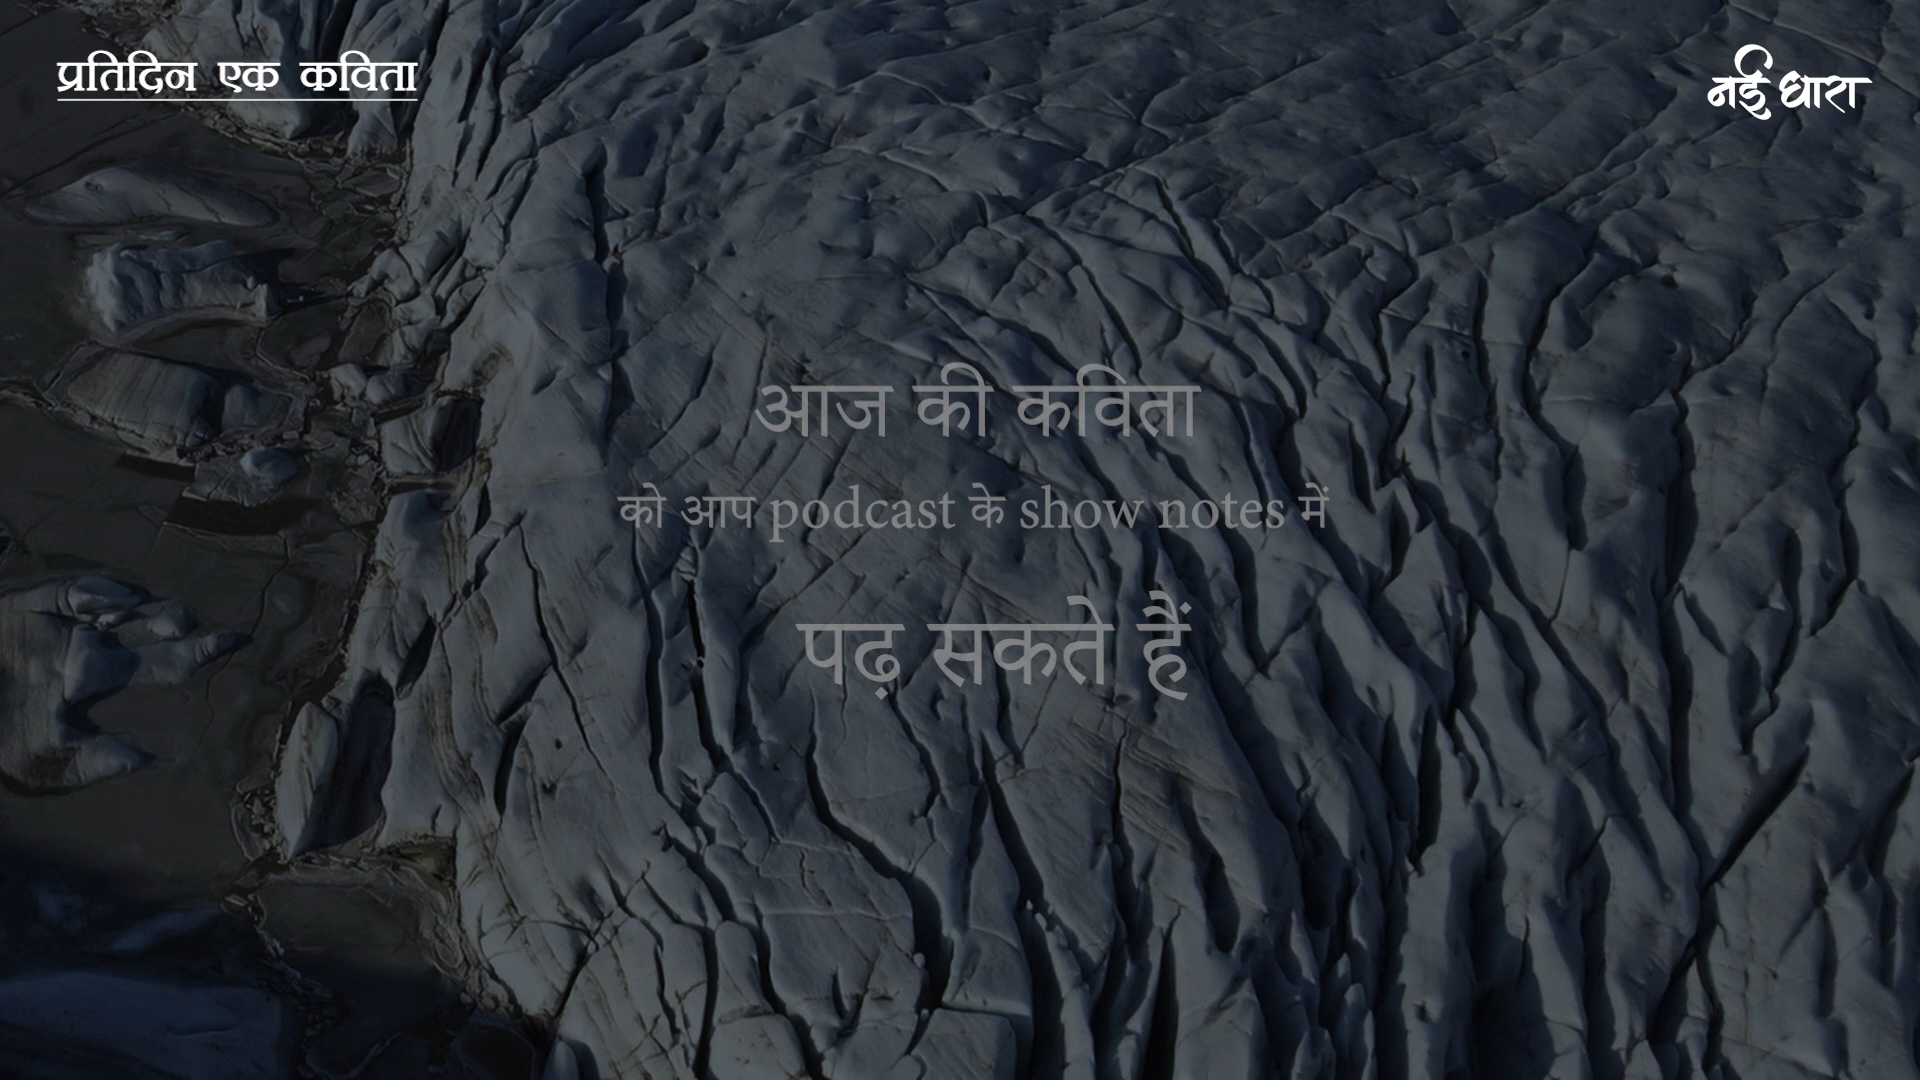 प्रतिदिन एक कविता
नई धारा
आज की कविता
को आप podcast के show notes में
पढ़ सकते हैं